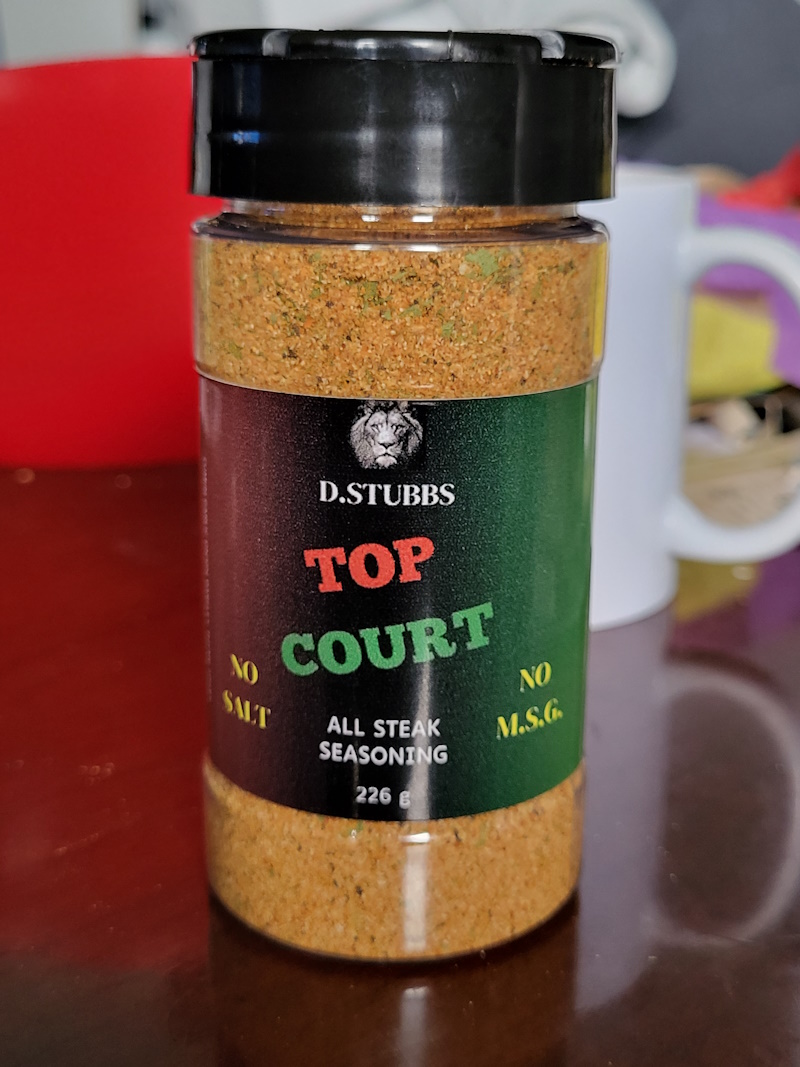 D.STUBBS
TOP
COURT
NO
SALT
NO
M.S.G.
ALL STEAK
SEASONING
226 g